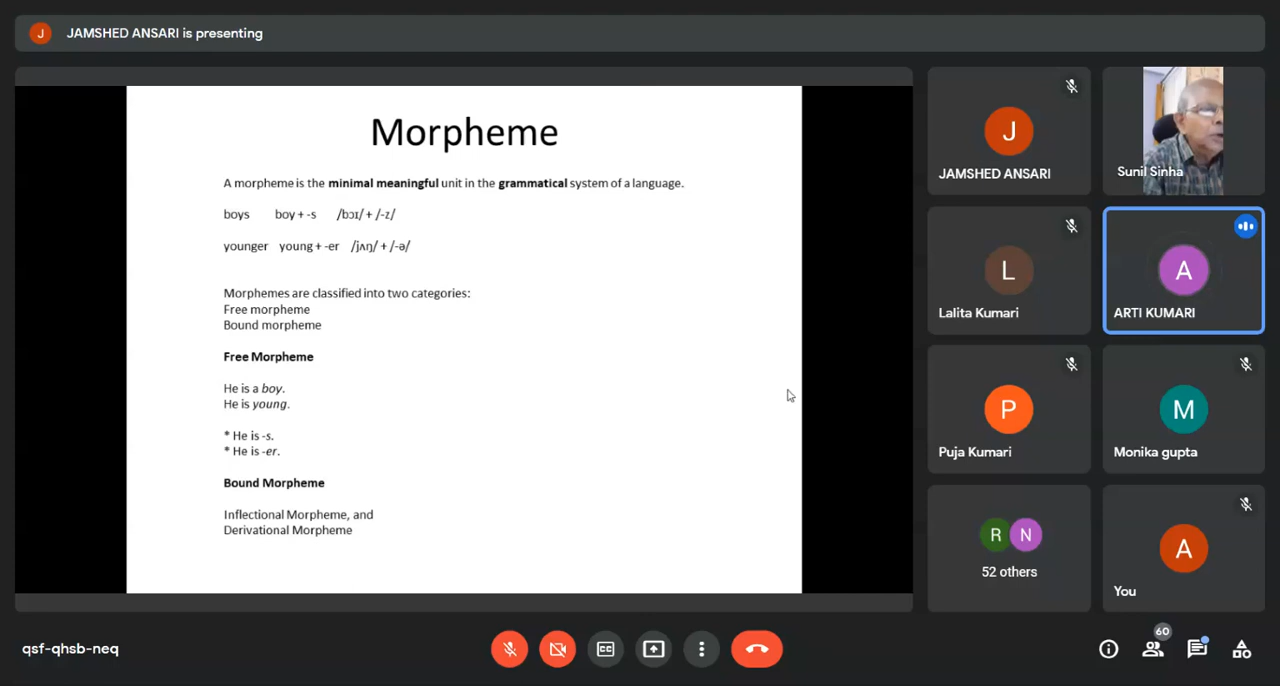 J
JAMSHED ANSARI is presenting
Morpheme
A morpheme is the minimal meaningful unit in the grammatical system of a language.
boys boy + -s /bɔɪ/ + /-z/
younger young + -er /jʌŋ/ + /-ə/
Morphemes are classified into two categories:
Free morpheme
Bound morpheme
Free Morpheme
He is a boy.
He is young.
* He is -s.
* He is -er.
Bound Morpheme
Inflectional Morpheme, and
Derivational Morpheme
J
JAMSHED ANSARI
Sunil Sinha
L
Lalita Kumari
A
ARTI KUMARI
P
Puja Kumari
M
Monika gupta
R N
52 others
A
You
qsf-qhsb-neq
CC
60